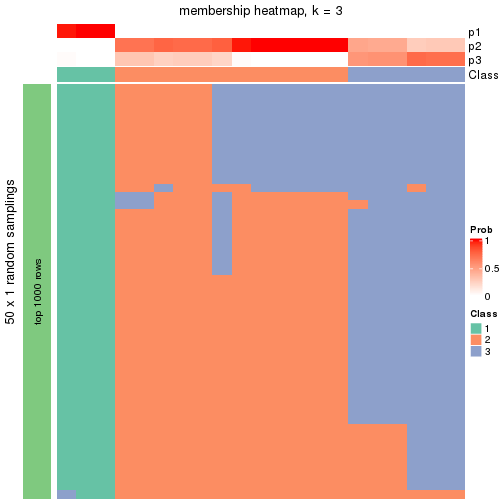 membership heatmap, k = 3
p1
p2
p3
Class
50 x 1 random samplings
top 1000 rows
Prob
1
0.5
0
Class
1
2
3